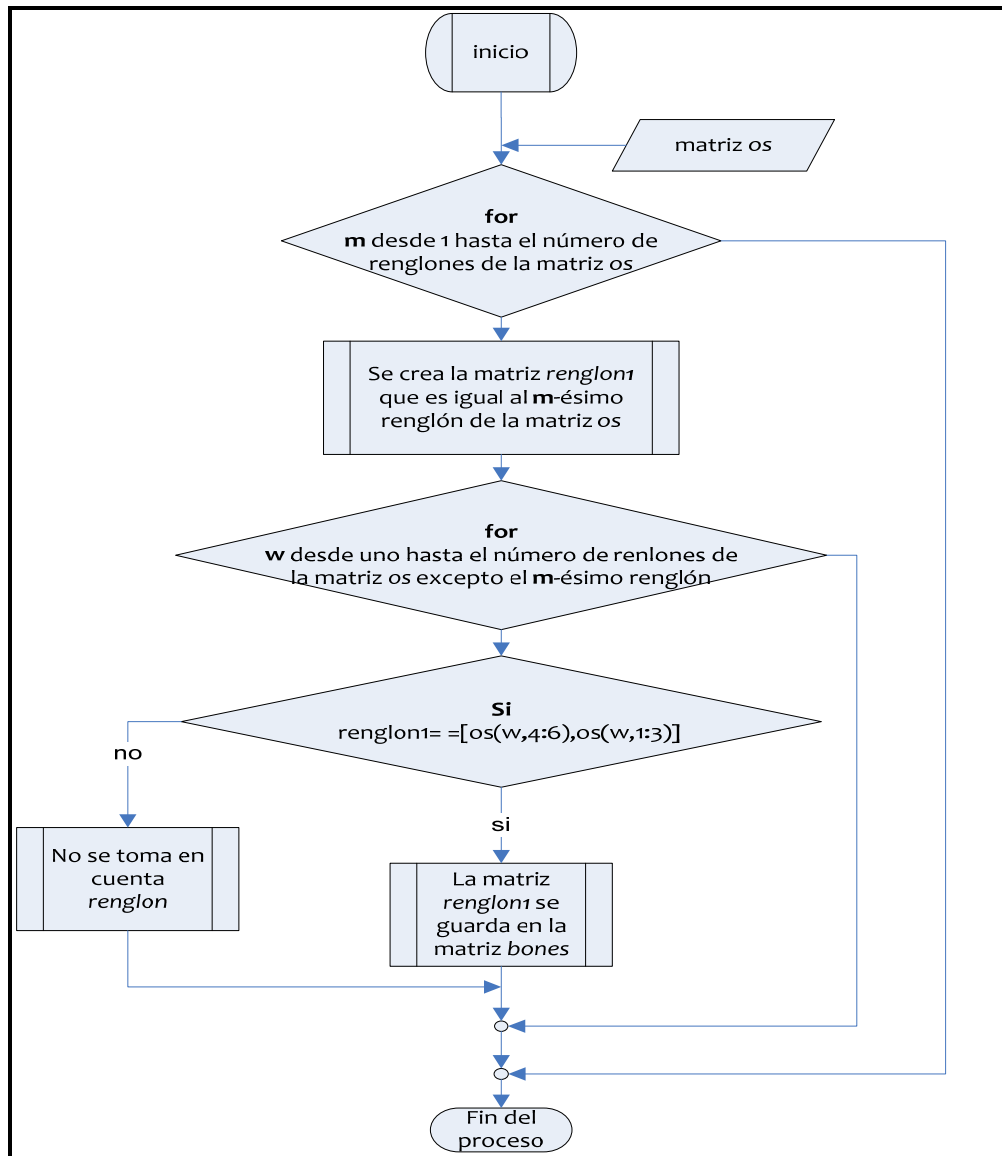 inicio
matriz os
for
m desde 1 hasta el número de
renglones de la matriz os
Se crea la matriz renglon1
que es igual al m-ésimo
renglón de la matriz os
for
w desde uno hasta el número de renlones de
la matriz os excepto el m-ésimo renglón
Si
renglon1= =[os(w,4:6),os(w,1:3)]
no
si
No se toma en
cuenta
renglon
La matriz
renglon1 se
guarda en la
matriz bones
Fin del
proceso